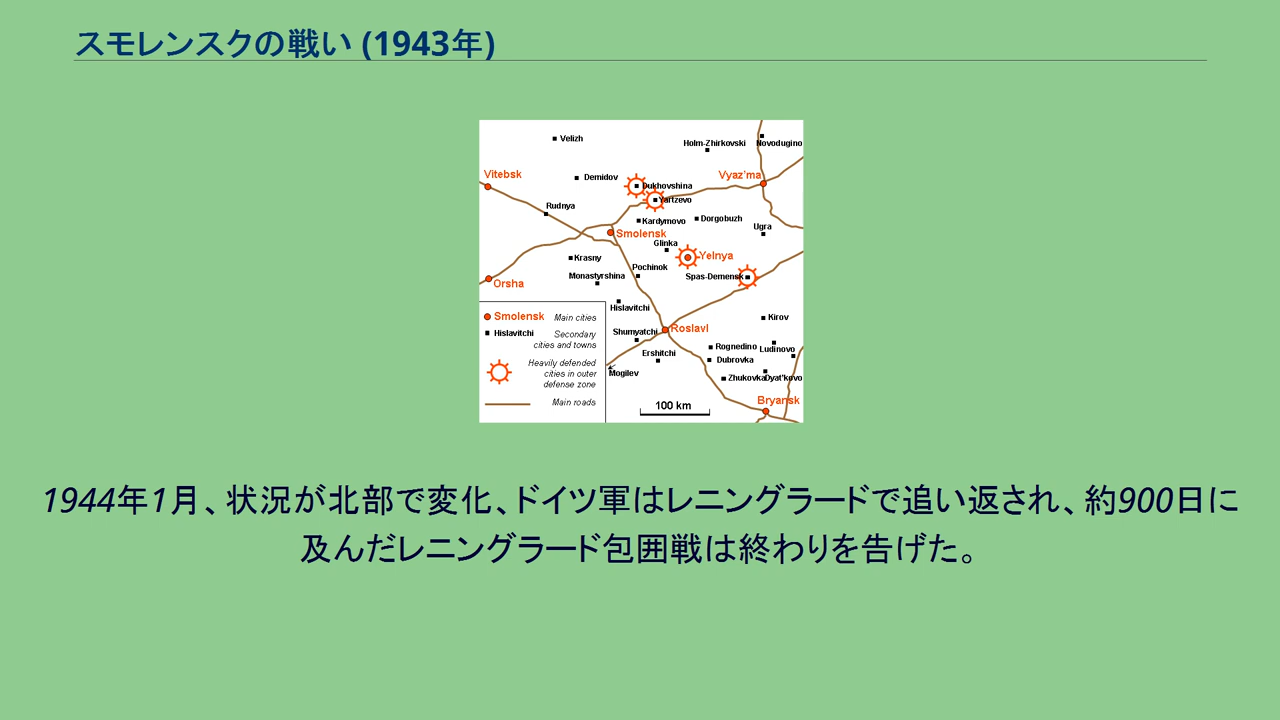 スモレンスクの戦い (1943年)
Velizh
Holm-Zhirkovski
Novodugino
Vitebsk
Demidov
Dukhovshina
Vyaz'ma
Yartzevo
Rudnya
Kardymovo
Dorgobuzh
Ugra
Smolensk
Glinka
Krasny
Yelnya
Pochinok
Monastyrshina
Spas-Demensk
Orsha
Hislavitchi
Kirov
Smolensk Main cities
Hislavitchi Secondary
cities and towns
Shumyatchi
Roslavl
Rognedino
Ludinovo
Ershitchi
Dubrovka
Heavily defended
cities in outer
defense zone
Mogilev
Zhukovka
Dyat'kovo
Main roads
100 km
Bryansk
1944年1月、状況が北部で変化、ドイツ軍はレニングラードで追い返され、約900日に
及んだレニングラード包囲戦は終わりを告げた。